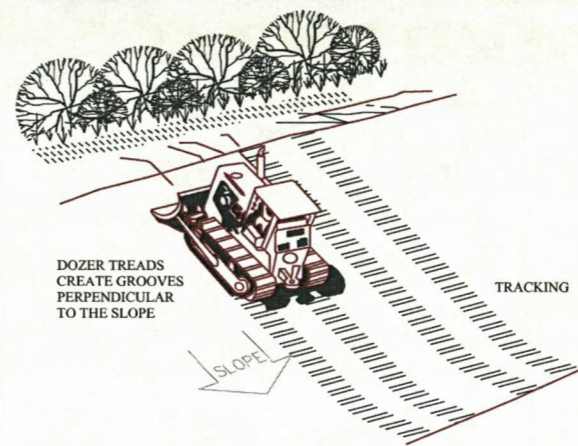 DOZER TREADS
CREATE GROOVES
PERPENDICULAR
TO THE SLOPE
TRACKING
SLOPE